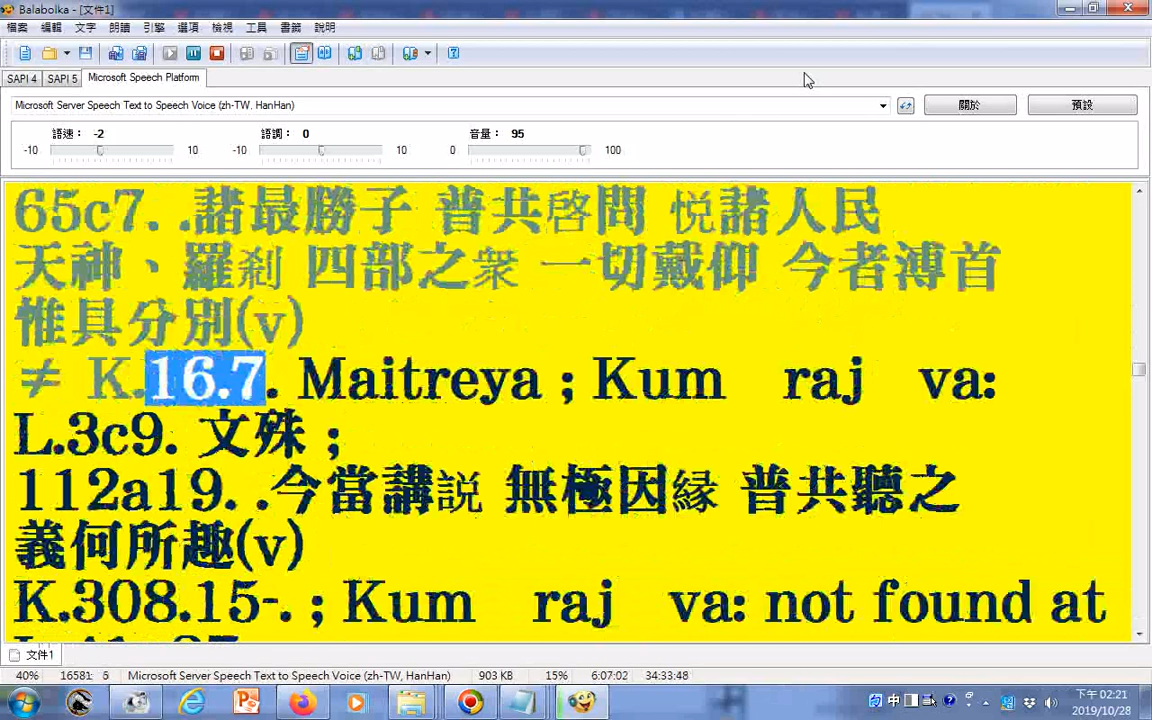 Balabolka - [文件1]
檔案 編輯 文字 朗讀 引擎 選項 檢視 工具 書籤 說明
SAPI 4 SAPI 5 Microsoft Speech Platform
Microsoft Server Speech Text to Speech Voice (zh-TW, HanHan) 關於 預設
語速: -2 語調: 0 音量: 95
-10 10 -10 10 0 100
65c7. .諸最勝子 普共啓問 悦諸人民
天神、羅刹 四部之衆 一切戴仰 今者溥首
惟具分別(v)
≠ K.16.7. Maitreya ; Kum raj va:
L.3c9. 文殊 ;
112a19. .今當講説 無極因縁 普共聽之
義何所趣(v)
K.308.15-. ; Kum raj va: not found at
文件1
40% 16581: 6 Microsoft Server Speech Text to Speech Voice (zh-TW, HanHan) 903 KB 15% 6:07:02 34:33:48
中 下午 02:21
2019/10/28